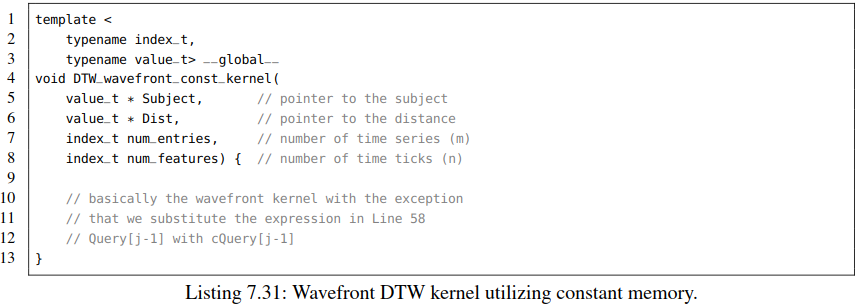 1 template <
2 typename index_t,
3 typename value_t> __global__
4 void DTW_wavefront_const_kernel(
5 value_t * Subject, // pointer to the subject
6 value_t * Dist, // pointer to the distance
7 index_t num_entries, // number of time series (m)
8 index_t num_features) { // number of time ticks (n)
9
10 // basically the wavefront kernel with the exception
11 // that we substitute the expression in Line 58
12 // Query[j-1] with cQuery[j-1]
13 }
Listing 7.31: Wavefront DTW kernel utilizing constant memory.